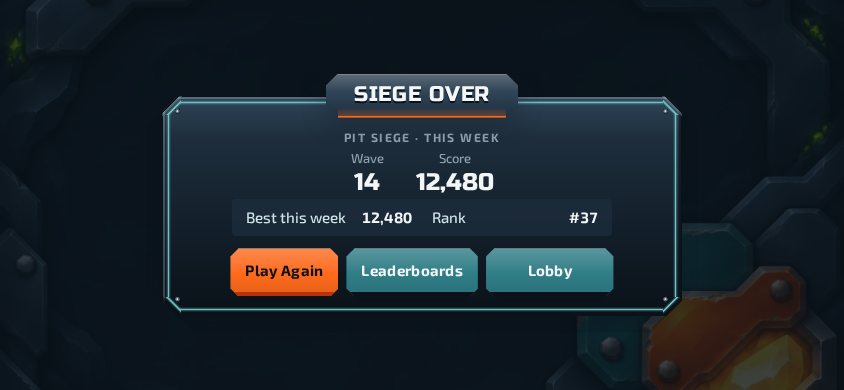 SIEGE OVER
PIT SIEGE · THIS WEEK
Wave Score
14 12,480
Best this week 12,480 Rank #37
Play Again Leaderboards Lobby